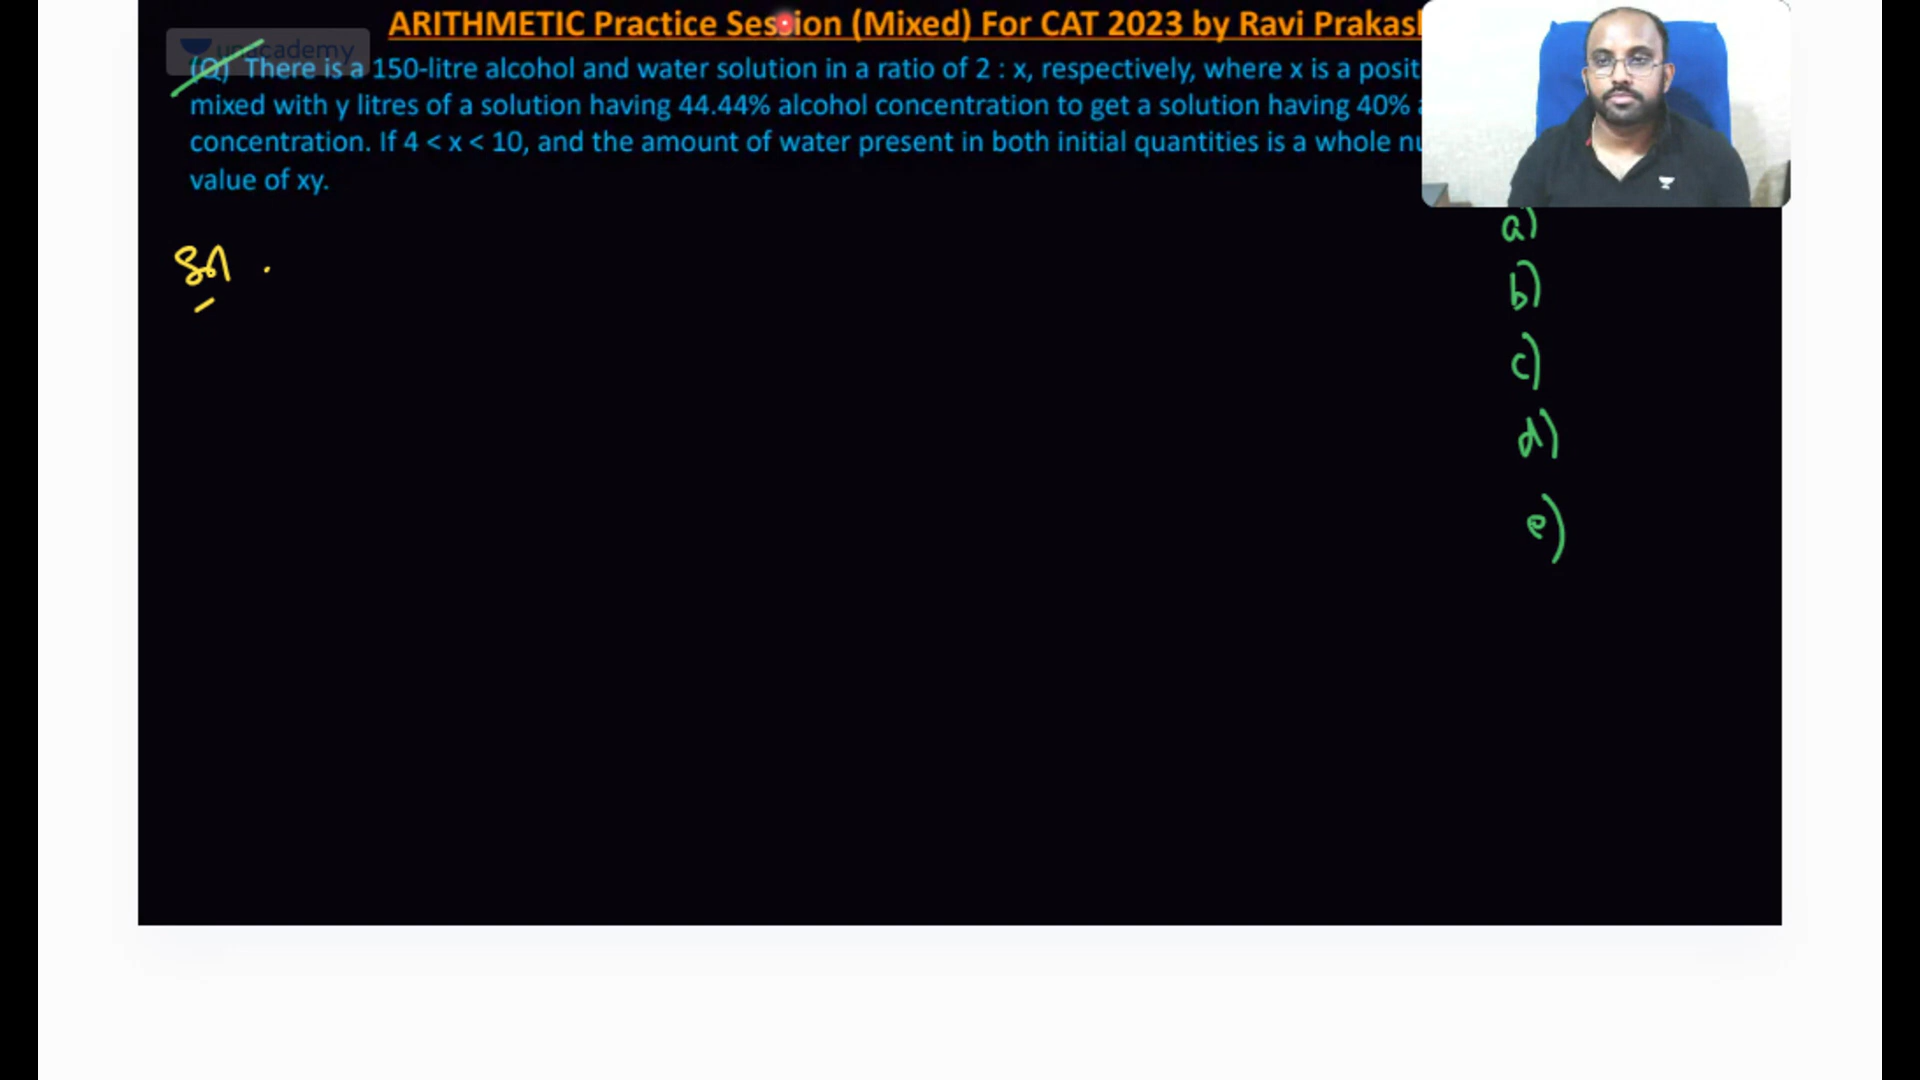 ARITHMETIC Practice Session (Mixed) For CAT 2023 by Ravi
unacademy
(Q) There is a 150-litre alcohol and water solution in a ratio of 2 : x, respectively, where x is a
mixed with y litres of a solution having 44.44% alcohol concentration to get a solution having 40%
concentration. If 4 < x < 10, and the amount of water present in both initial quantities is a whole
value of xy.
Sol
a)
b)
c)
d)
e)